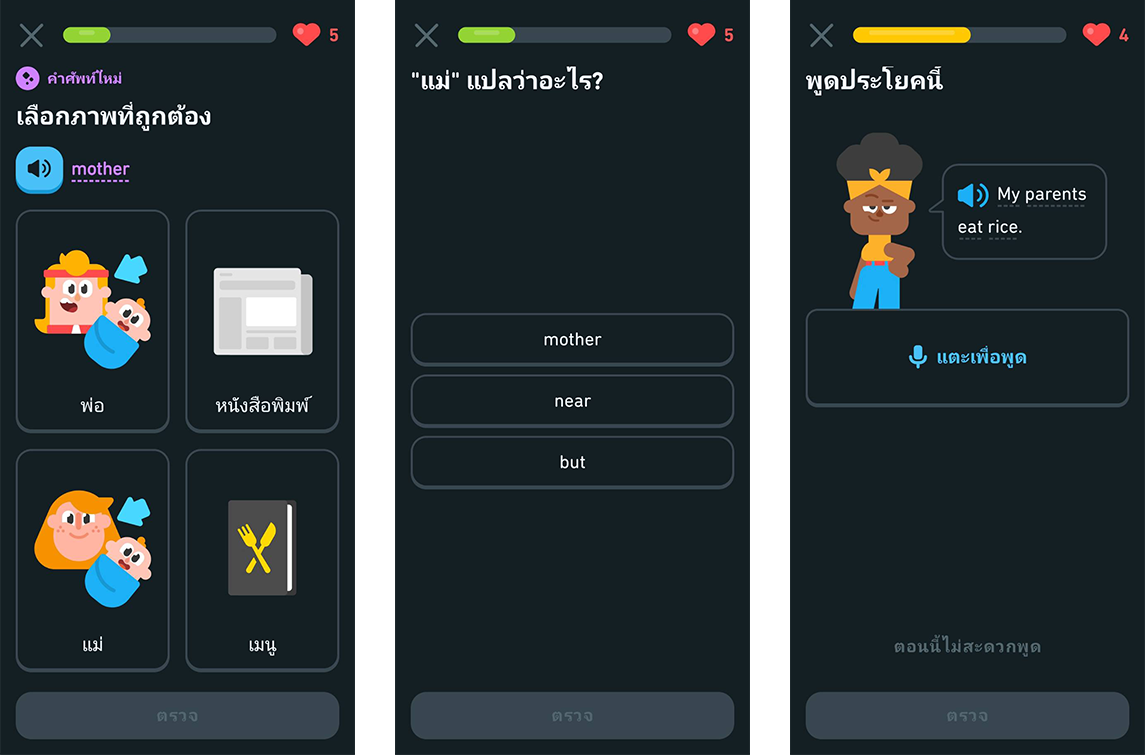 5
คำศัพท์ใหม่
เลือกภาพที่ถูกต้อง
mother
พ่อ
หนังสือพิมพ์
แม่
เมนู
ตรวจ
5
"แม่" แปลว่าอะไร?
mother
near
but
ตรวจ
4
พูดประโยคนี้
My parents
eat rice.
แตะเพื่อพูด
ตอนนี้ไม่สะดวกพูด
ตรวจ